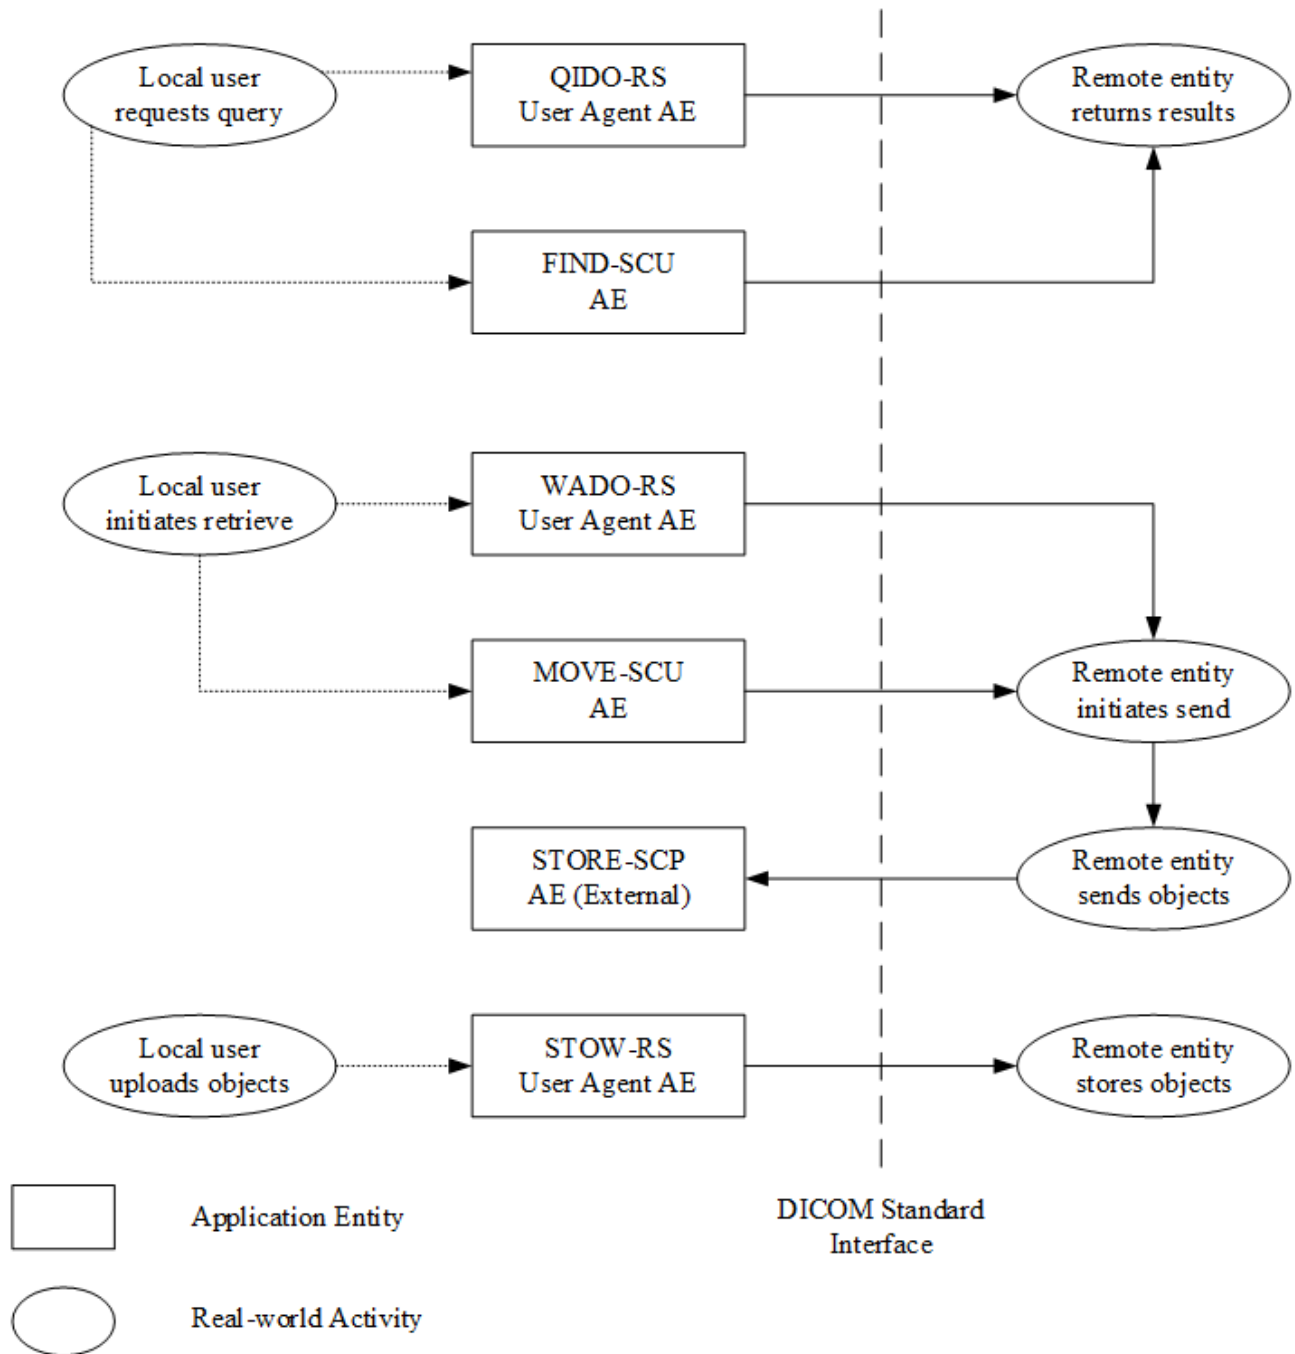 Local user
requests query
QIDO-RS
User Agent AE
Remote entity
returns results
FIND-SCU
AE
Local user
initiates retrieve
WADO-RS
User Agent AE
MOVE-SCU
AE
Remote entity
initiates send
STORE-SCP
AE (External)
Remote entity
sends objects
Local user
uploads objects
STOW-RS
User Agent AE
Remote entity
stores objects
Application Entity
DICOM Standard
Interface
Real-world Activity